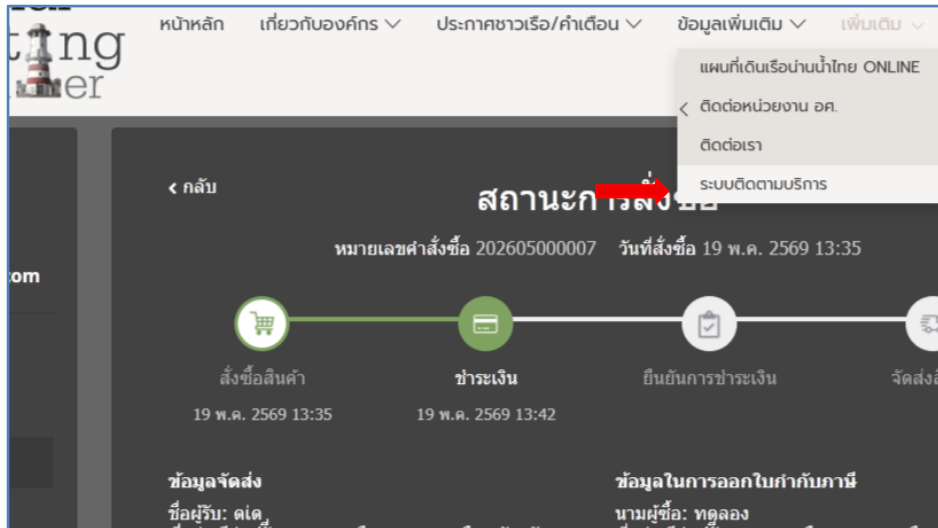 หน้าหลัก เกี่ยวกับองค์กร ประกาศชาวเรือ/คำเตือน ข้อมูลเพิ่มเติม เพิ่มเติม
แผนที่เดินเรือน่านน้ำไทย ONLINE
ติดต่อหน่วยงาน อศ.
ติดต่อเรา
ระบบติดตามบริการ
< กลับ
สถานะการสั่งซื้อ
หมายเลขคำสั่งซื้อ 202605000007 วันที่สั่งซื้อ 19 พ.ค. 2569 13:35
สั่งซื้อสินค้า ชำระเงิน ยืนยันการชำระเงิน
19 พ.ค. 2569 13:35 19 พ.ค. 2569 13:42
ข้อมูลจัดส่ง ข้อมูลในการออกใบกำกับภาษี
ชื่อผู้รับ: ดเด นามผู้ซื้อ: ทดลอง